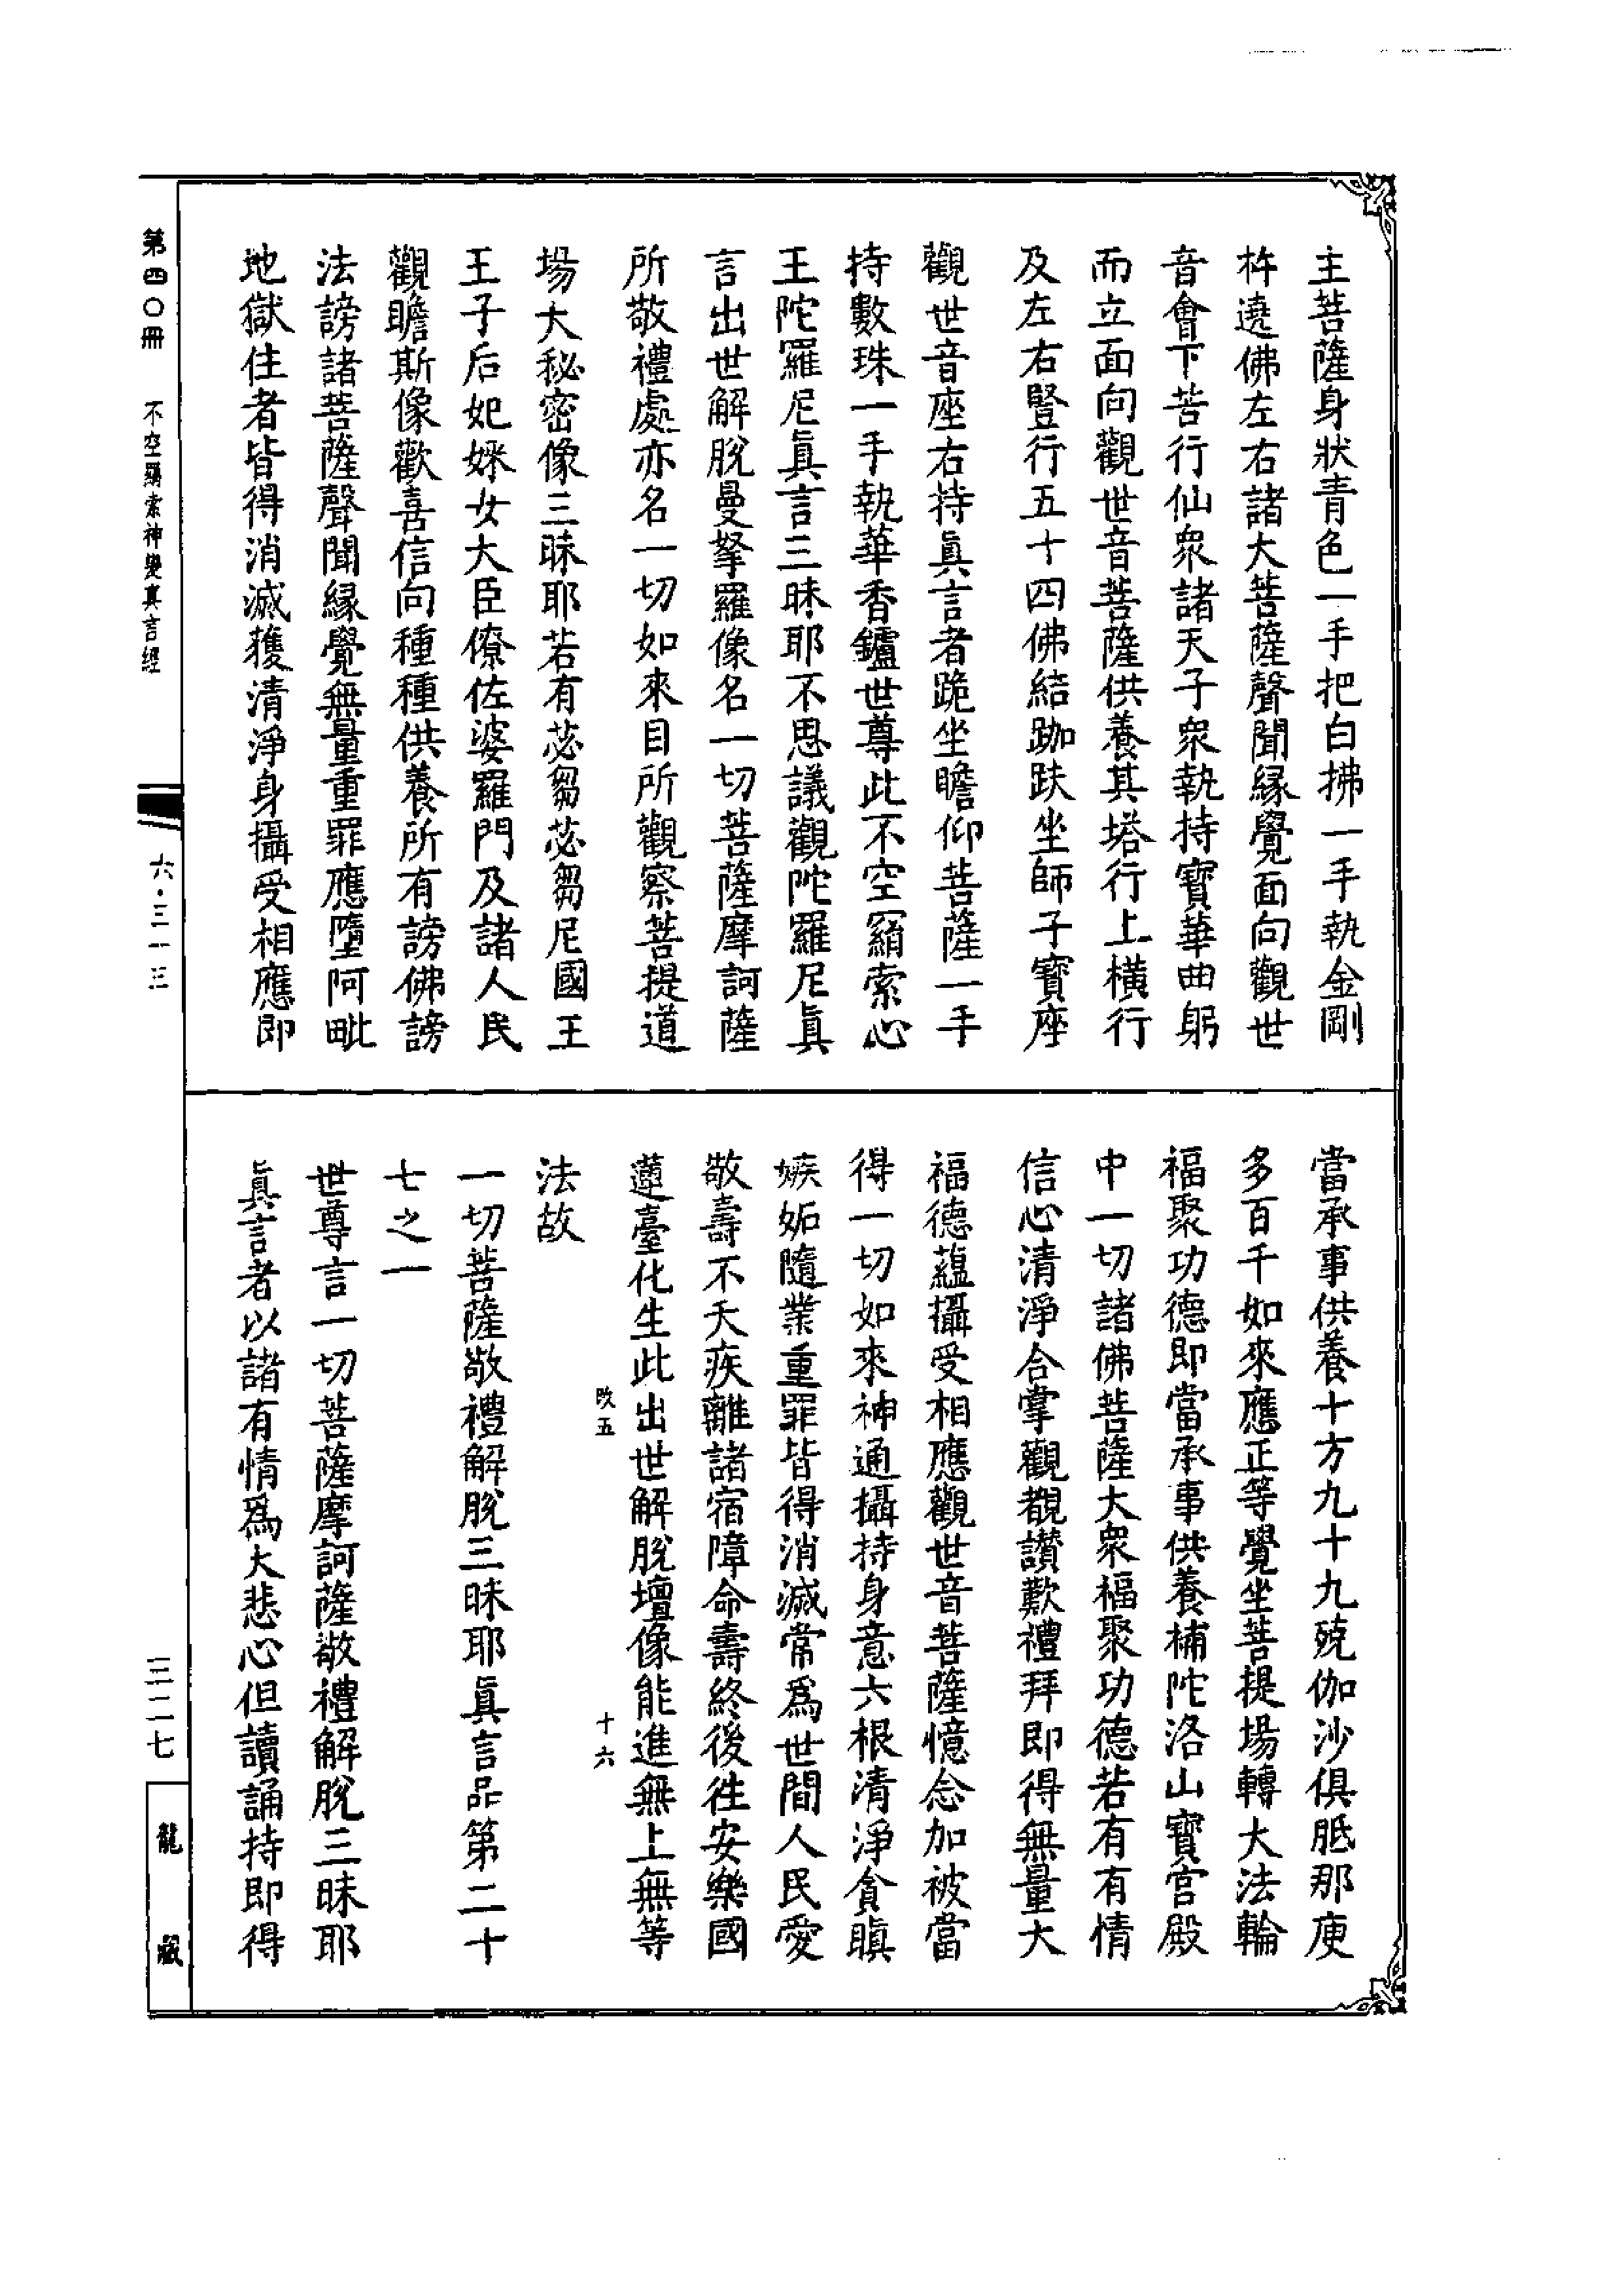 主菩薩身狀青色一手把白拂一手執金剛
杵遶佛左右諸大菩薩聲聞緣覺面向觀世
音會下苦行仙衆諸天子衆執持寶華曲躬
而立面向觀世音菩薩供養其塔行上橫行
及左右豎行五十四佛結跏趺坐師子寶座
觀世音座右持眞言者跪坐瞻仰菩薩一手
持數珠一手執華香鑪世尊此不空羂索心
王陀羅尼眞言三昧耶不思議觀陀羅尼眞
言出世解脫曼拏羅像名一切菩薩摩訶薩
所敬禮處亦名一切如來目所觀察菩提道
場大秘密像三昧耶若有苾芻苾芻尼國王
王子后妃婇女大臣僚佐婆羅門及諸人民
觀瞻斯像歡喜信向種種供養所有謗佛謗
法謗諸菩薩聲聞緣覺無量重罪應墮阿毗
地獄住者皆得消滅獲清淨身攝受相應即
當承事供養十方九十九殑伽沙俱胝那庾
多百千如來應正等覺坐菩提場轉大法輪
福聚功德即當承事供養補陀洛山寶宮殿
中一切諸佛菩薩大衆福聚功德若有有情
信心清淨合掌觀覩讚歎禮拜即得無量大
福德蘊攝受相應觀世音菩薩憶念加被當
得一切如來神通攝持身意六根清淨貪瞋
嫉妬隨業重罪皆得消滅常爲世間人民愛
敬壽不夭疾離諸宿障命壽終後徃安樂國
蓮臺化生此出世解脫壇像能進無上無等
改五 十六
法故
一切菩薩敬禮解脫三昧耶眞言品第二十
七之一
世尊言一切菩薩摩訶薩敬禮解脫三昧耶
眞言者以諸有情爲大悲心但讀誦持即得
第四〇冊 不空羂索神變真言經
六·三一三
三二七
龍藏